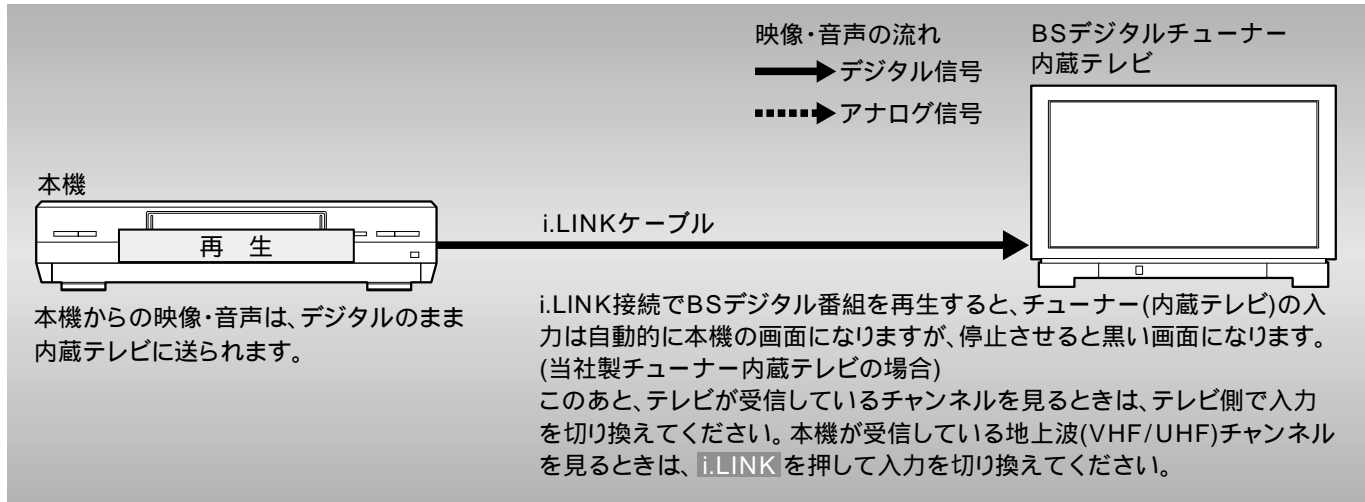 映像・音声の流れ
デジタル信号
アナログ信号
BSデジタルチューナー
内蔵テレビ
本機
再 生
i.LINKケーブル
本機からの映像・音声は、デジタルのまま
内蔵テレビに送られます。
i.LINK接続でBSデジタル番組を再生すると、チューナー(内蔵テレビ)の入
力は自動的に本機の画面になりますが、停止させると黒い画面になります。
(当社製チューナー内蔵テレビの場合)
このあと、テレビが受信しているチャンネルを見るときは、テレビ側で入力
を切り換えてください。本機が受信している地上波(VHF/UHF)チャンネル
を見るときは、 i.LINK を押して入力を切り換えてください。